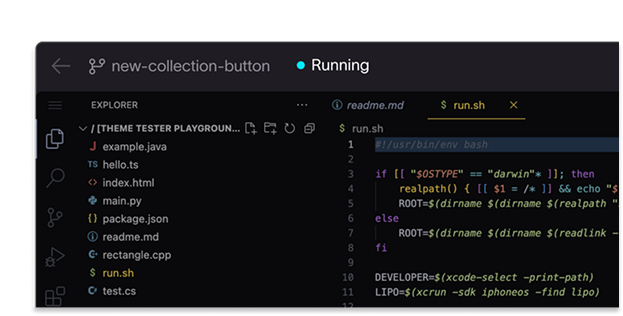 new-collection-button
Running
EXPLORER
...
readme.md
$ run.sh
/ [THEME TESTER PLAYGROUN...
$ run.sh
J example.java
TS hello.ts
<> index.html
main.py
{} package.json
readme.md
rectangle.cpp
$ run.sh
test.cs
1 #!/usr/bin/env bash
2
3 if [[ "$OSTYPE" == "darwin"* ]]; then
4 realpath() { [[ $1 = /* ]] && echo "$
5 ROOT=$(dirname $(dirname $(realpath "
6 else
7 ROOT=$(dirname $(dirname $(readlink -
8 fi
9
10 DEVELOPER=$(xcode-select -print-path)
11 LIPO=$(xcrun -sdk iphoneos -find lipo)
12